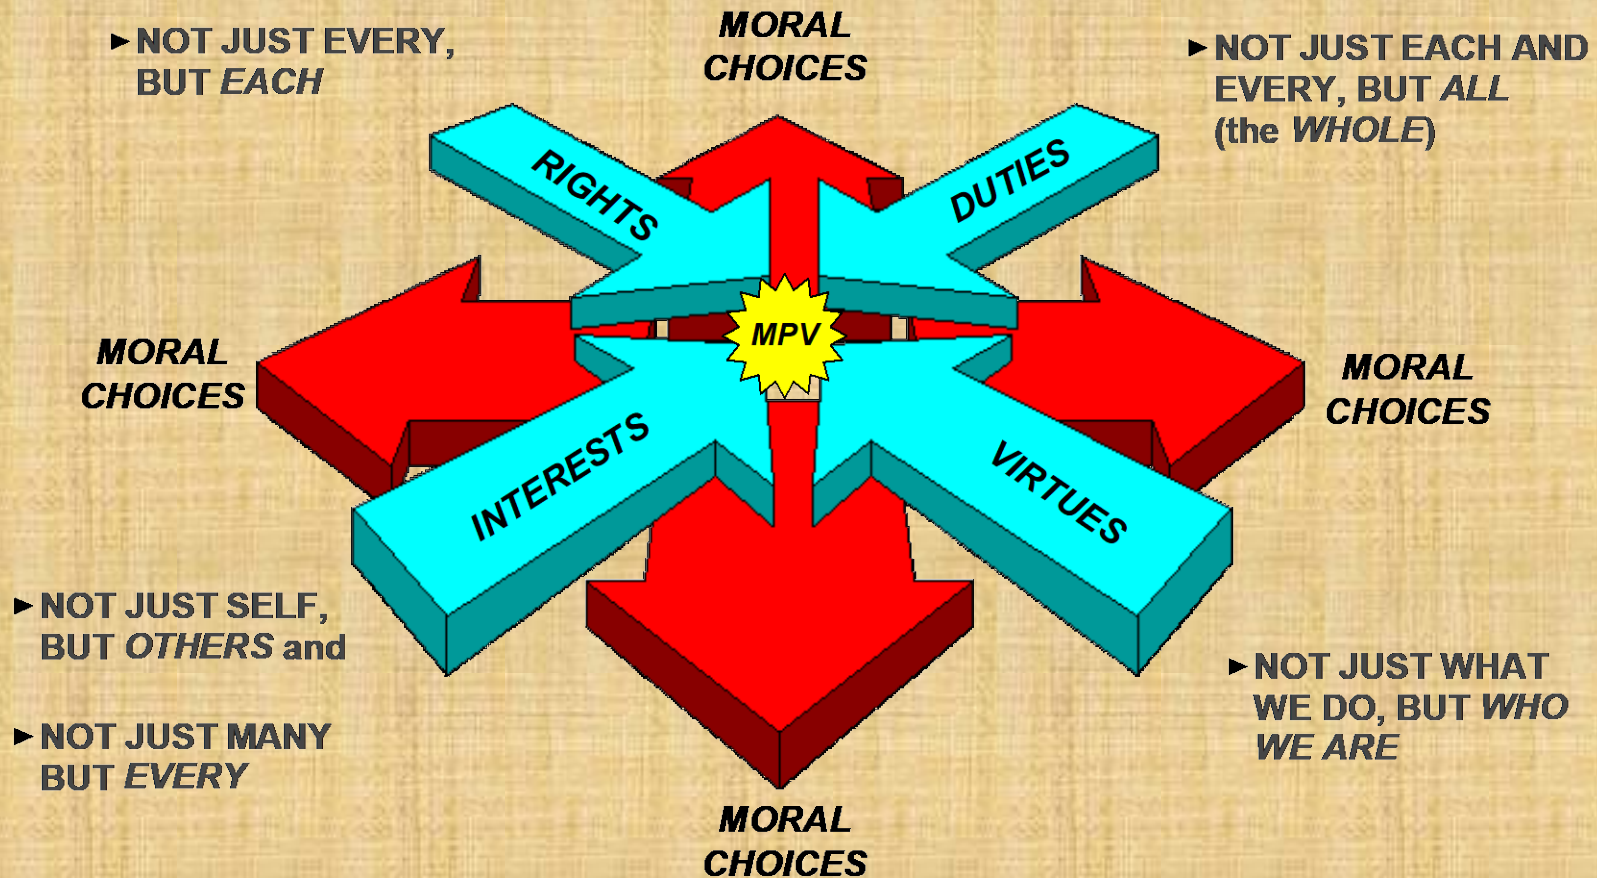 MORAL
CHOICES
► NOT JUST EVERY,
BUT EACH
► NOT JUST EACH AND
EVERY, BUT ALL
(the WHOLE)
RIGHTS
DUTIES
MPV
MORAL
CHOICES
MORAL
CHOICES
INTERESTS
VIRTUES
► NOT JUST SELF,
BUT OTHERS and
► NOT JUST MANY
BUT EVERY
► NOT JUST WHAT
WE DO, BUT WHO
WE ARE
MORAL
CHOICES